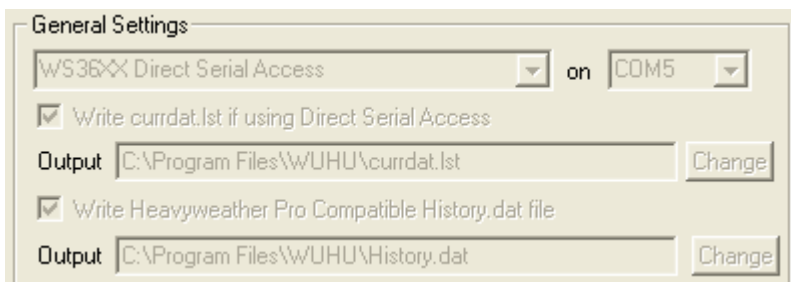 General Settings
WS36XX Direct Serial Access on COM5
Write currdat.lst if using Direct Serial Access
Output C:\Program Files\WUHU\currdat.lst Change
Write Heavyweather Pro Compatible History.dat file
Output C:\Program Files\WUHU\History.dat Change